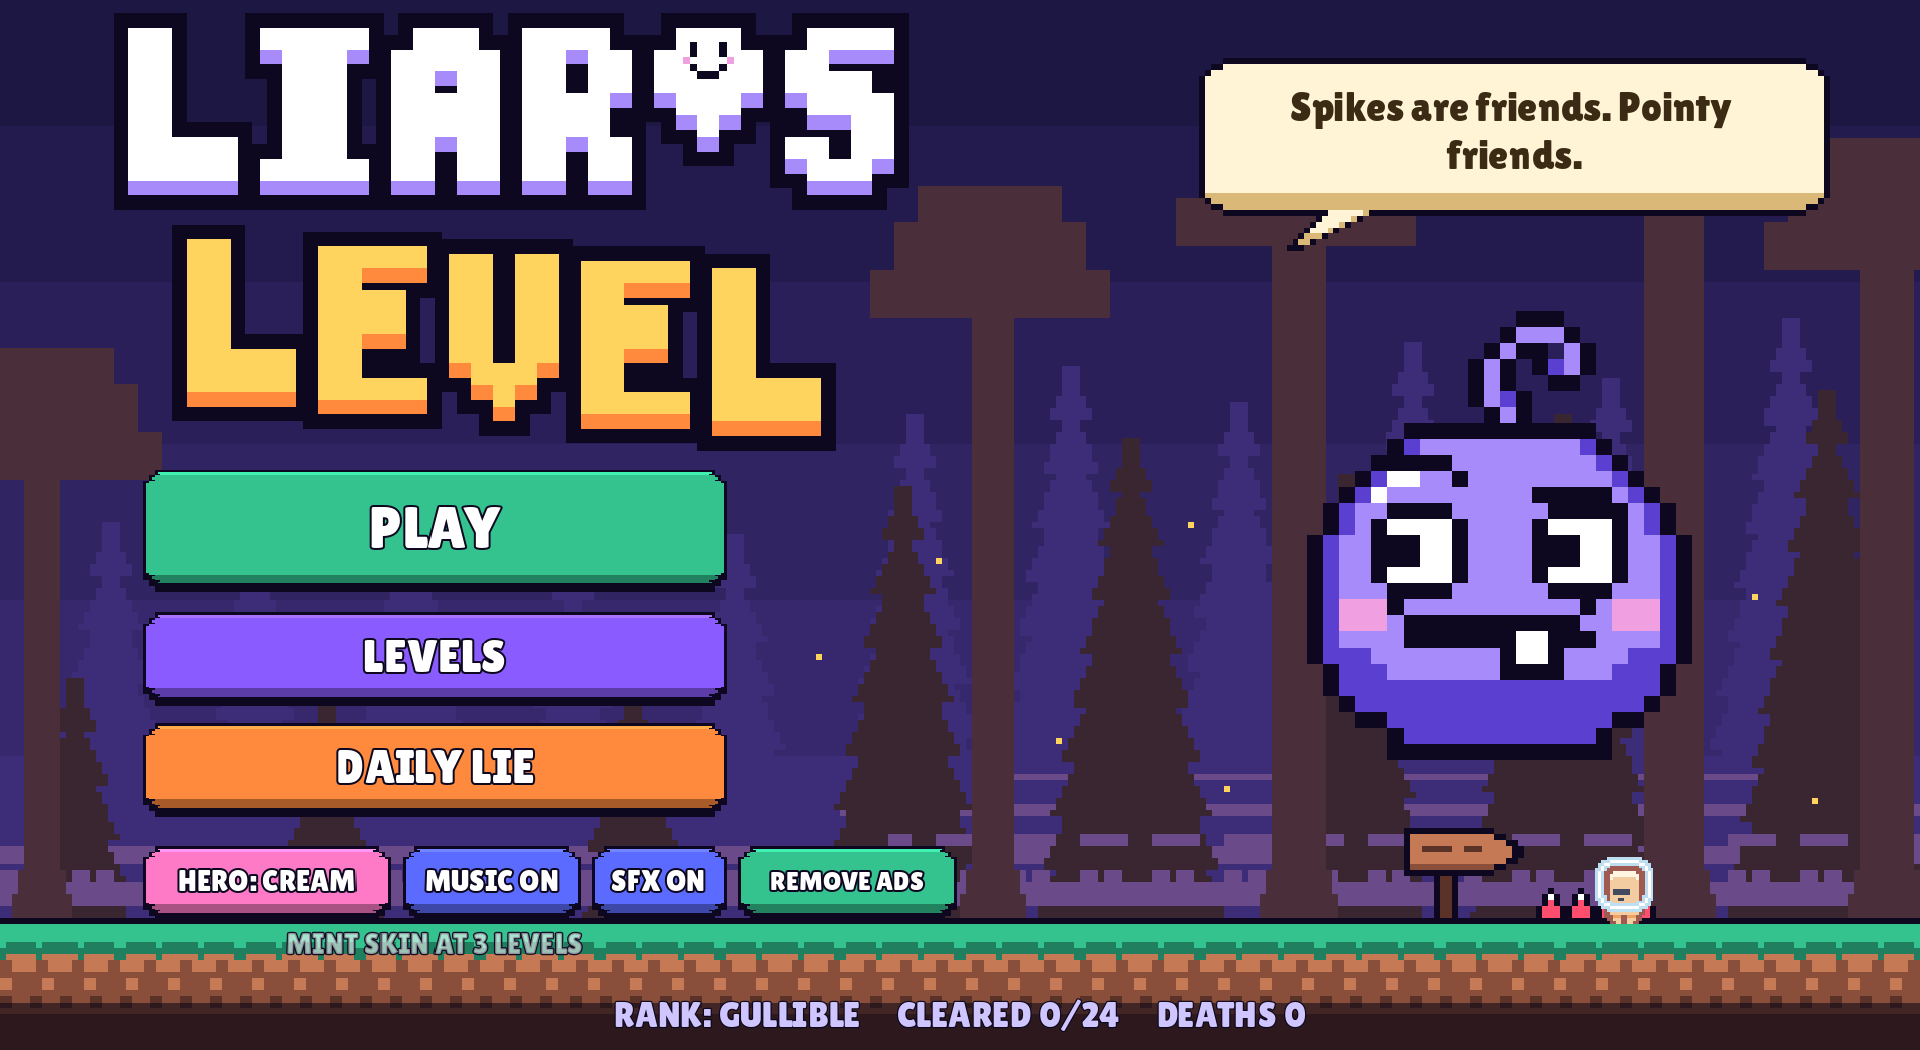 LIAR'S
LEVEL
Spikes are friends. Pointy
friends.
PLAY
LEVELS
DAILY LIE
HERO: CREAM
MUSIC ON
SFX ON
REMOVE ADS
MINT SKIN AT 3 LEVELS
RANK: GULLIBLE CLEARED 0/24 DEATHS 0